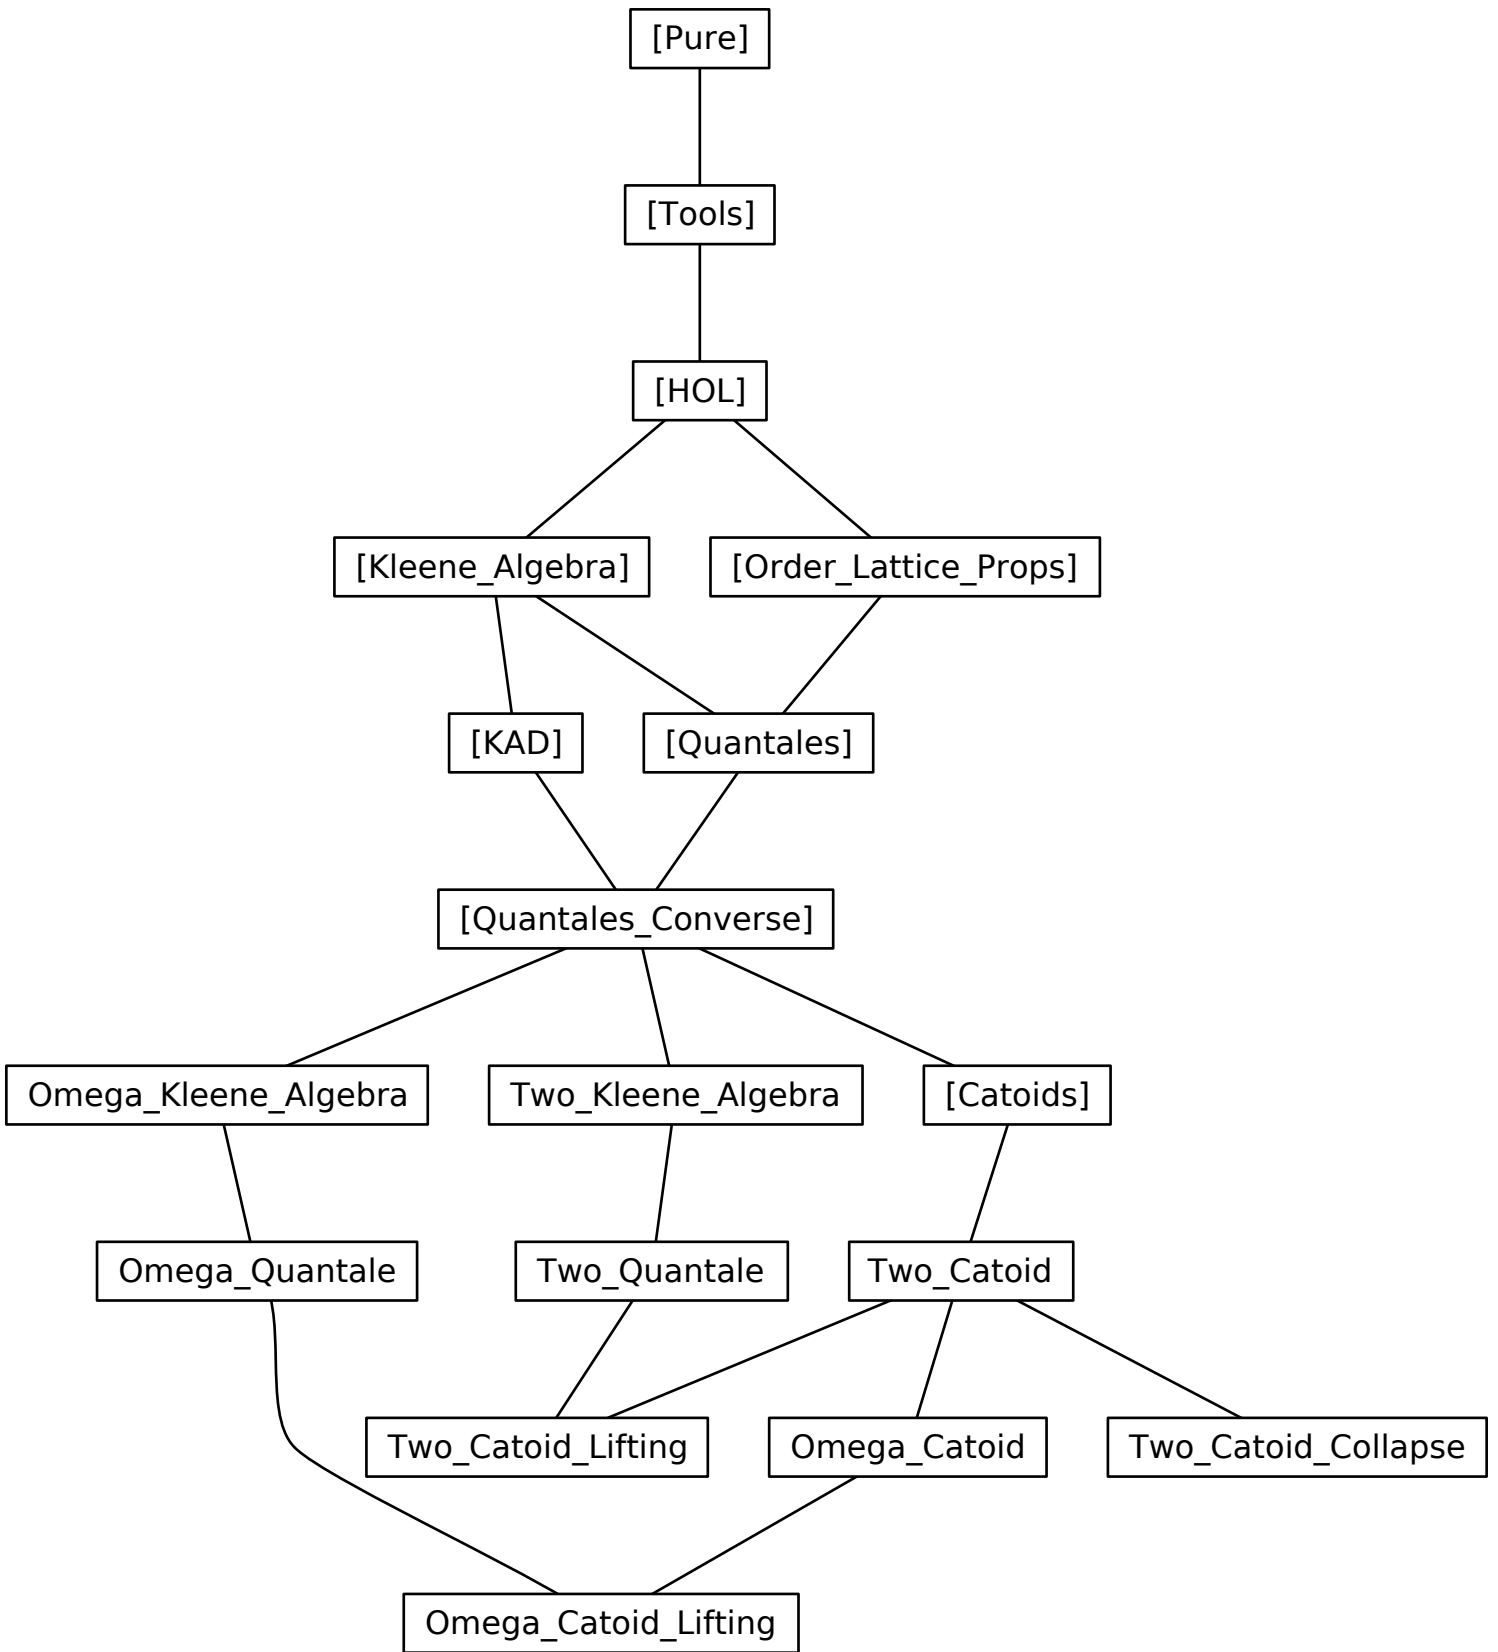 [Pure]
[Tools]
[HOL]
[Kleene_Algebra]
[Order_Lattice_Props]
[KAD]
[Quantales]
[Quantales_Converse]
Omega_Kleene_Algebra
Two_Kleene_Algebra
[Catoids]
Omega_Quantale
Two_Quantale
Two_Catoid
Two_Catoid_Lifting
Omega_Catoid
Two_Catoid_Collapse
Omega_Catoid_Lifting